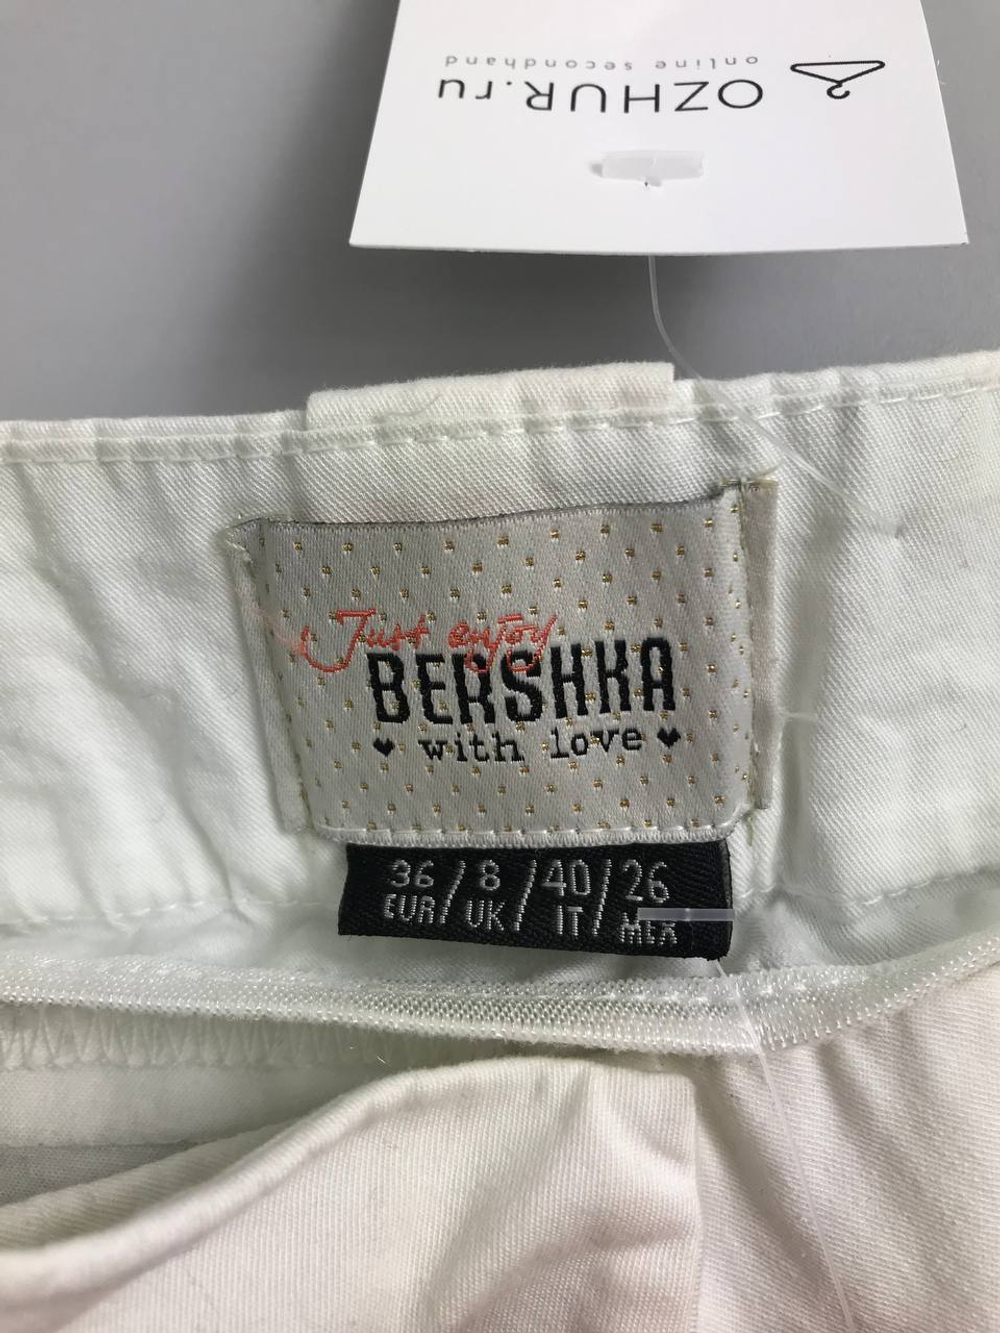 OZHUR.ru
online secondhand
Just enjoy
BERSHKA
♥ with love ♥
36 / 8 / 40 / 26
EUR / UK / IT / MEX